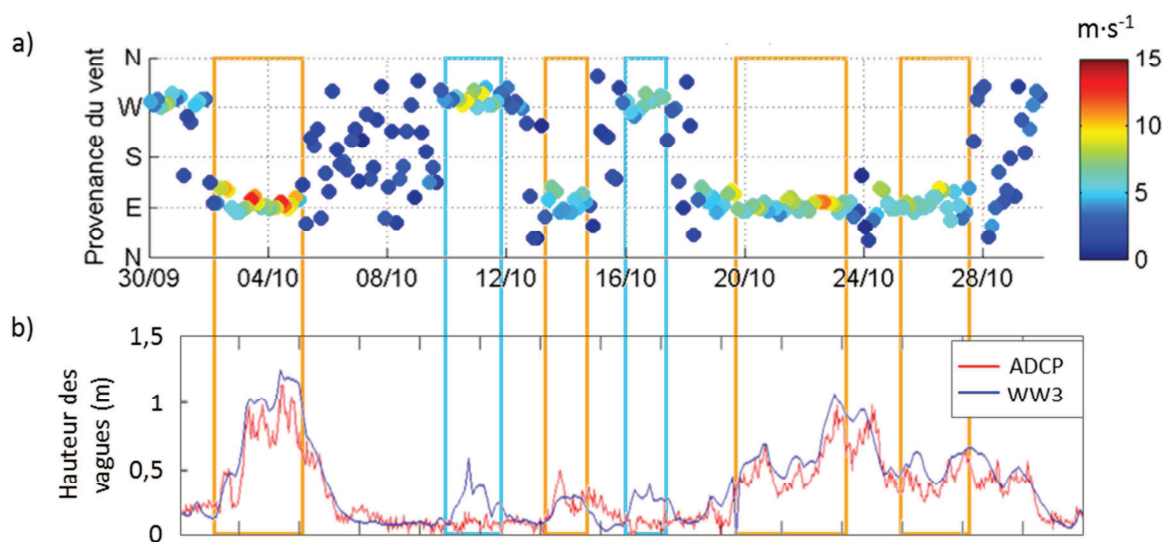 a)
Provenance du vent
N
W
S
E
N
30/09 04/10 08/10 12/10 16/10 20/10 24/10 28/10
m·s⁻¹
15
10
5
0
b)
Hauteur des
vagues (m)
1,5
1
0,5
0
ADCP
WW3